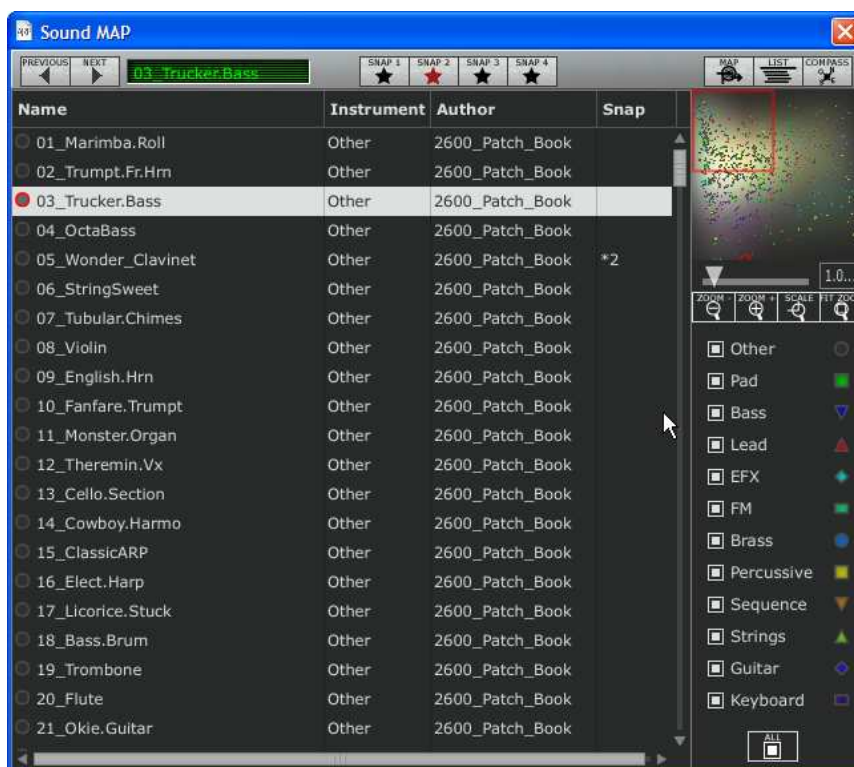 Sound MAP
PREVIOUS NEXT 03_Trucker.Bass SNAP 1 SNAP 2 SNAP 3 SNAP 4 MAP LIST COMPASS
Name Instrument Author Snap
01_Marimba.Roll Other 2600_Patch_Book
02_Trumpt.Fr.Hrn Other 2600_Patch_Book
03_Trucker.Bass Other 2600_Patch_Book
04_OctaBass Other 2600_Patch_Book
05_Wonder_Clavinet Other 2600_Patch_Book *2
06_StringSweet Other 2600_Patch_Book
07_Tubular.Chimes Other 2600_Patch_Book
08_Violin Other 2600_Patch_Book
09_English.Hrn Other 2600_Patch_Book
10_Fanfare.Trumpt Other 2600_Patch_Book
11_Monster.Organ Other 2600_Patch_Book
12_Theremin.Vx Other 2600_Patch_Book
13_Cello.Section Other 2600_Patch_Book
14_Cowboy.Harmo Other 2600_Patch_Book
15_ClassicARP Other 2600_Patch_Book
16_Elect.Harp Other 2600_Patch_Book
17_Licorice.Stuck Other 2600_Patch_Book
18_Bass.Brum Other 2600_Patch_Book
19_Trombone Other 2600_Patch_Book
20_Flute Other 2600_Patch_Book
21_Okie.Guitar Other 2600_Patch_Book
1.0...
ZOOM - ZOOM + SCALE FIT ZOO
Other
Pad
Bass
Lead
EFX
FM
Brass
Percussive
Sequence
Strings
Guitar
Keyboard
ALL